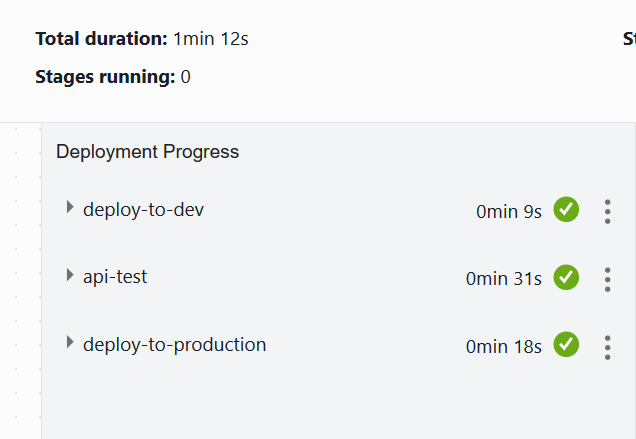 Total duration: 1min 12s
St
Stages running: 0
Deployment Progress
deploy-to-dev 0min 9s
api-test 0min 31s
deploy-to-production 0min 18s